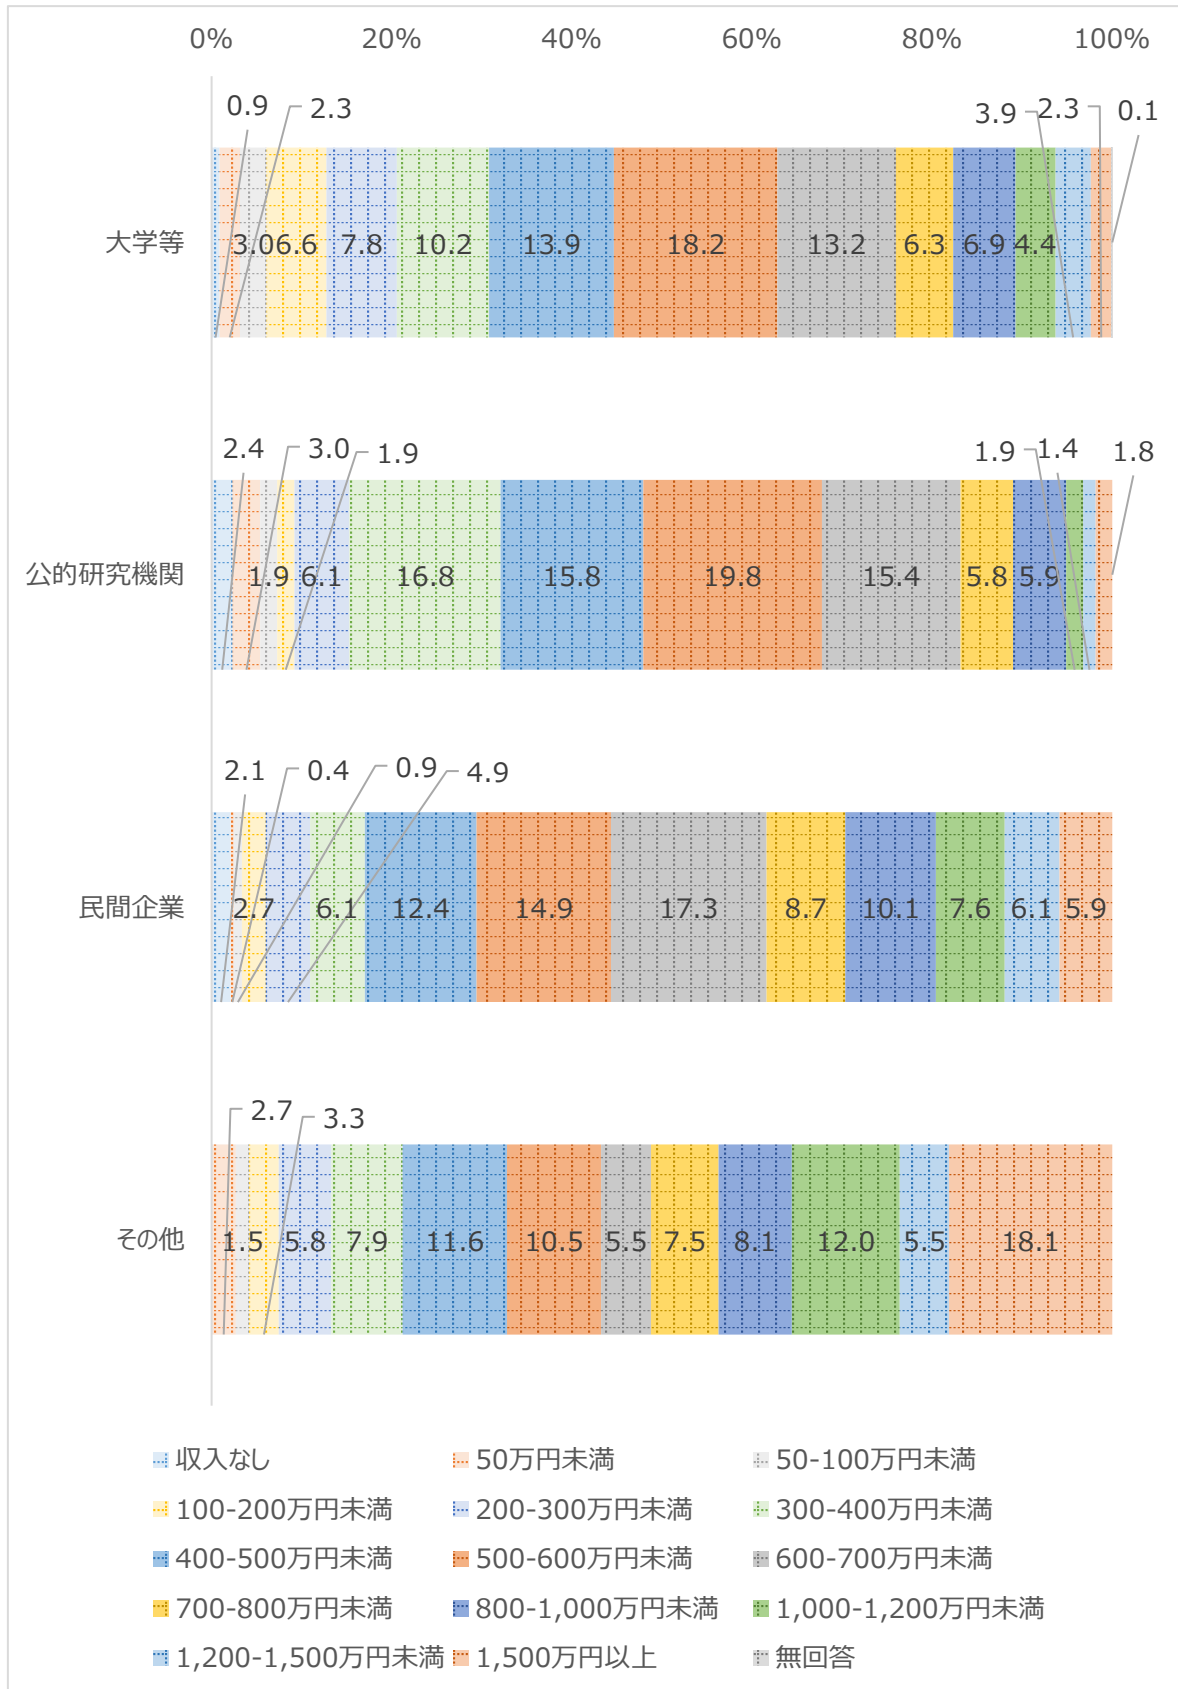 0% 20% 40% 60% 80% 100%
0.9 2.3 3.9 2.3 0.1
大学等 3.0 6.6 7.8 10.2 13.9 18.2 13.2 6.3 6.9 4.4
2.4 3.0 1.9 1.9 1.4 1.8
公的研究機関 1.9 6.1 16.8 15.8 19.8 15.4 5.8 5.9
2.1 0.4 0.9 4.9
民間企業 2.7 6.1 12.4 14.9 17.3 8.7 10.1 7.6 6.1 5.9
2.7 3.3
その他 1.5 5.8 7.9 11.6 10.5 5.5 7.5 8.1 12.0 5.5 18.1
収入なし 50万円未満 50-100万円未満
100-200万円未満 200-300万円未満 300-400万円未満
400-500万円未満 500-600万円未満 600-700万円未満
700-800万円未満 800-1,000万円未満 1,000-1,200万円未満
1,200-1,500万円未満 1,500万円以上 無回答